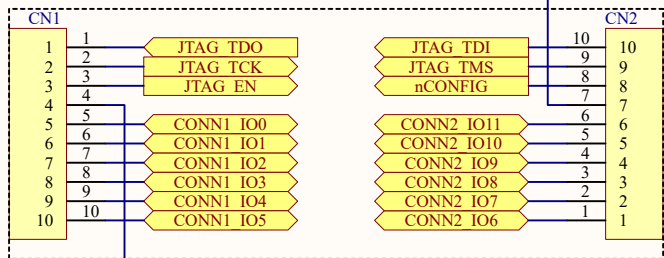 CN1 CN2
1 1 JTAG_TDO JTAG_TDI 10 10
2 2 JTAG_TCK JTAG_TMS 9 9
3 3 JTAG_EN nCONFIG 8 8
4 4 7 7
5 5 CONN1_IO0 CONN2_IO11 6 6
6 6 CONN1_IO1 CONN2_IO10 5 5
7 7 CONN1_IO2 CONN2_IO9 4 4
8 8 CONN1_IO3 CONN2_IO8 3 3
9 9 CONN1_IO4 CONN2_IO7 2 2
10 10 CONN1_IO5 CONN2_IO6 1 1